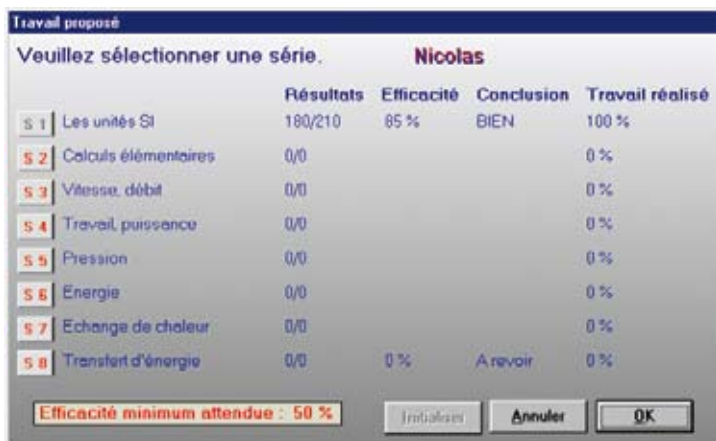 Travail proposé
Veuillez sélectionner une série. Nicolas
Résultats Efficacité Conclusion Travail réalisé
S 1 Les unités SI 180/210 85 % BIEN 100 %
S 2 Calculs élémentaires 0/0 0 %
S 3 Vitesse, débit 0/0 0 %
S 4 Travail, puissance 0/0 0 %
S 5 Pression 0/0 0 %
S 6 Energie 0/0 0 %
S 7 Echange de chaleur 0/0 0 %
S 8 Transfert d'énergie 0/0 0 % A revoir 0 %
Efficacité minimum attendue : 50 % Initialiser Annuler OK